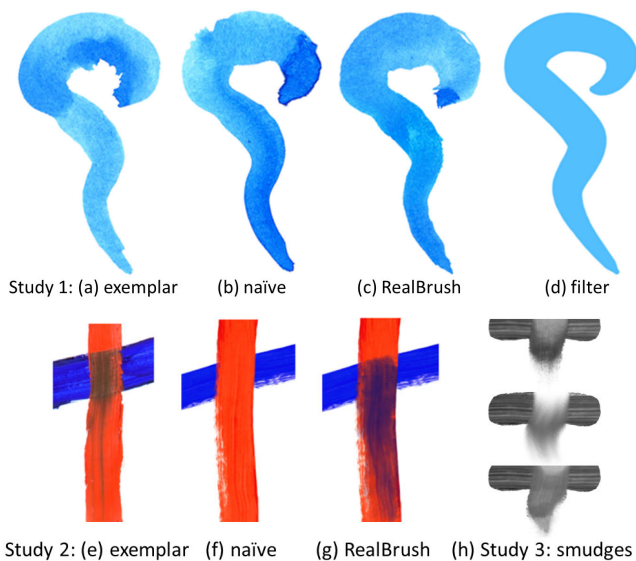 Study 1: (a) exemplar (b) naïve (c) RealBrush (d) filter
Study 2: (e) exemplar (f) naïve (g) RealBrush (h) Study 3: smudges